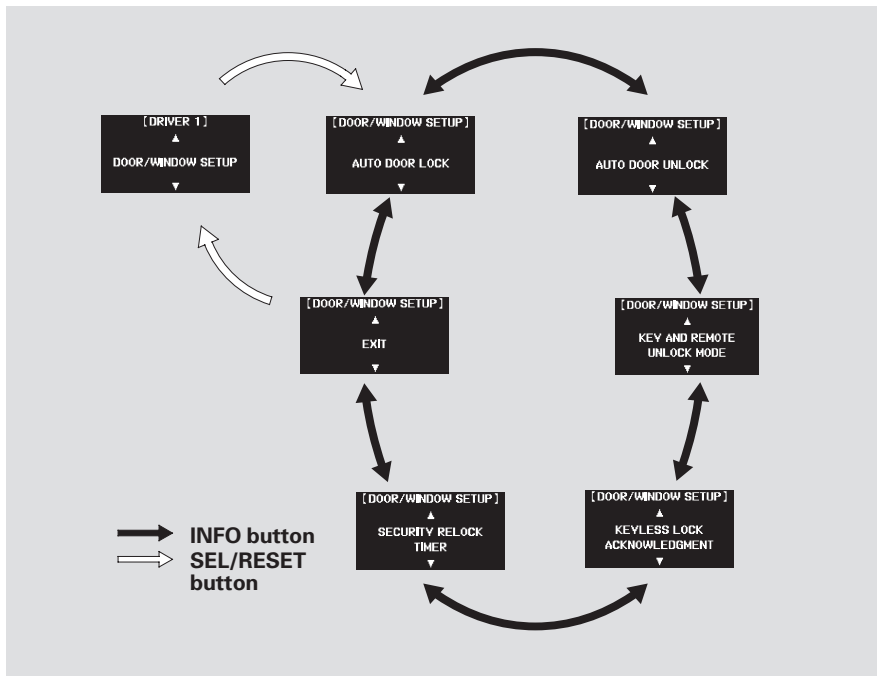 [DRIVER 1]
DOOR/WINDOW SETUP
[DOOR/WINDOW SETUP]
AUTO DOOR LOCK
[DOOR/WINDOW SETUP]
AUTO DOOR UNLOCK
[DOOR/WINDOW SETUP]
EXIT
[DOOR/WINDOW SETUP]
KEY AND REMOTE
UNLOCK MODE
[DOOR/WINDOW SETUP]
SECURITY RELOCK
TIMER
[DOOR/WINDOW SETUP]
KEYLESS LOCK
ACKNOWLEDGMENT
INFO button
SEL/RESET
button